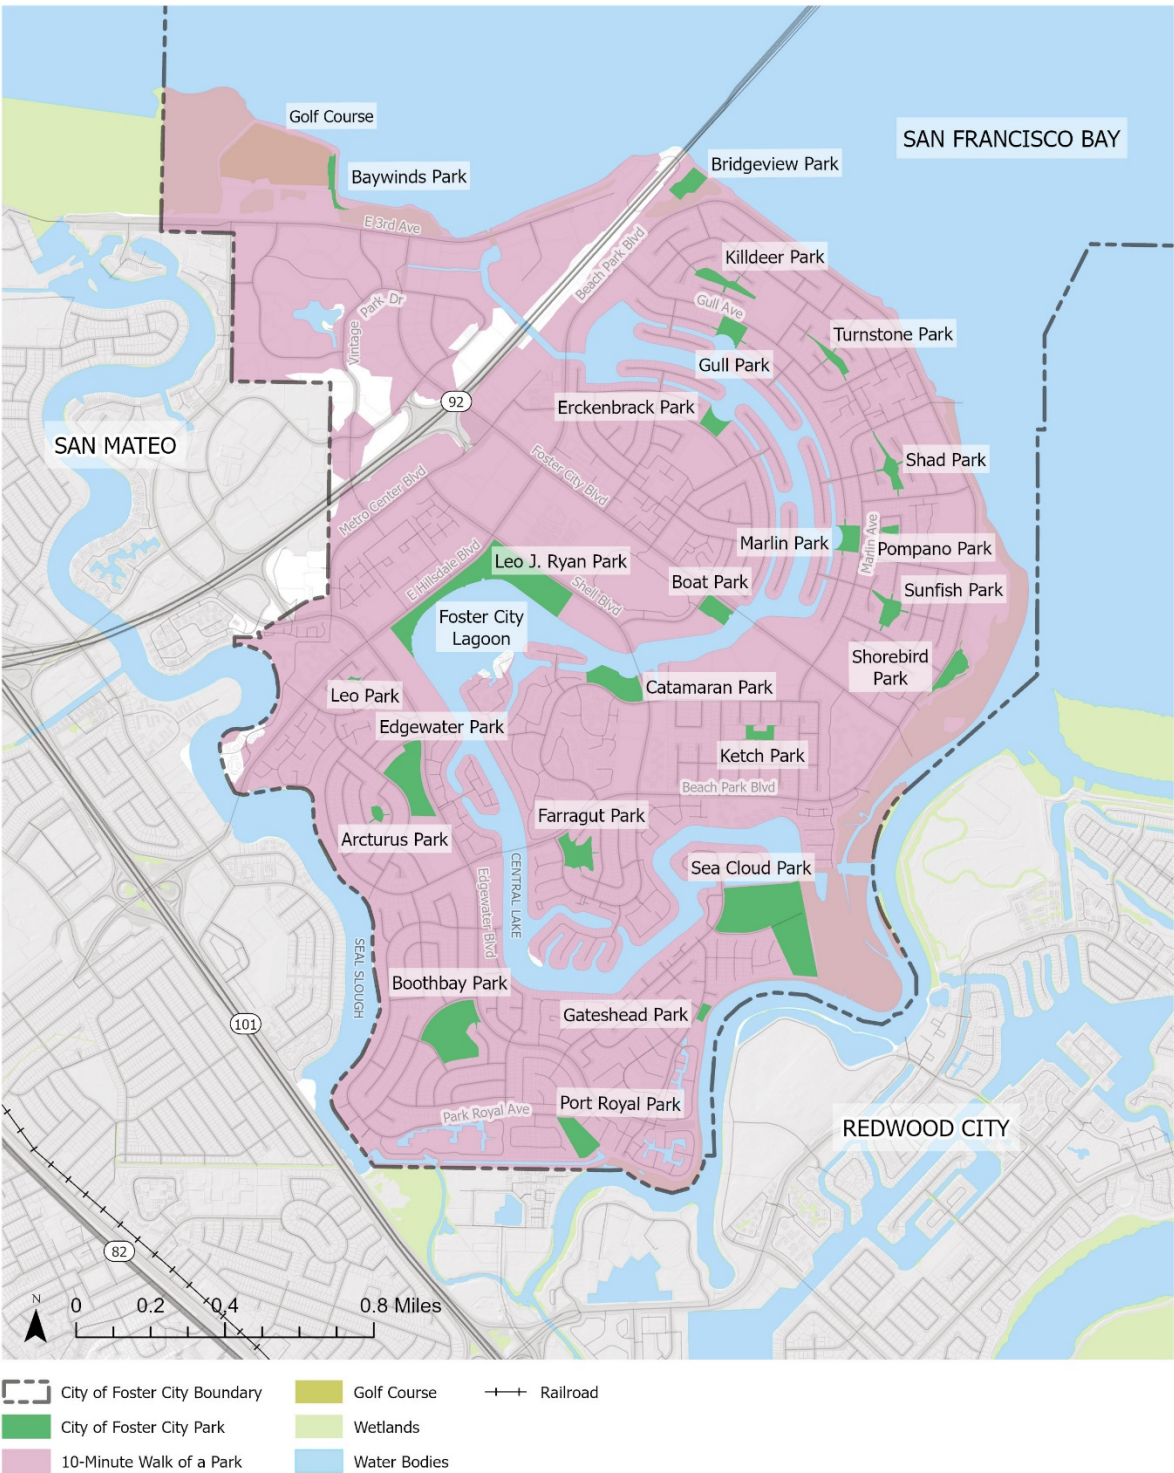 Golf Course
SAN FRANCISCO BAY
Bridgeview Park
Baywinds Park
E 3rd Ave
Beach Park Blvd
Killdeer Park
Gull Ave
Park Dr
Vintage
Turnstone Park
Gull Park
92
Erckenbrack Park
SAN MATEO
Shad Park
Foster City Blvd
Metro Center Blvd
Marlin Park
Marlin Ave
Pompano Park
Leo J. Ryan Park
E Hillsdale Blvd
Shell Blvd
Boat Park
Sunfish Park
Foster City
Lagoon
Shorebird
Park
Leo Park
Catamaran Park
Edgewater Park
Ketch Park
Beach Park Blvd
Farragut Park
Arcturus Park
Sea Cloud Park
CENTRAL LAKE
Edgewater Blvd
SEAL SLOUGH
Boothbay Park
Gateshead Park
101
Park Royal Ave
Port Royal Park
REDWOOD CITY
82
N
0 0.2 0.4 0.8 Miles
City of Foster City Boundary
Golf Course
Railroad
City of Foster City Park
Wetlands
10-Minute Walk of a Park
Water Bodies